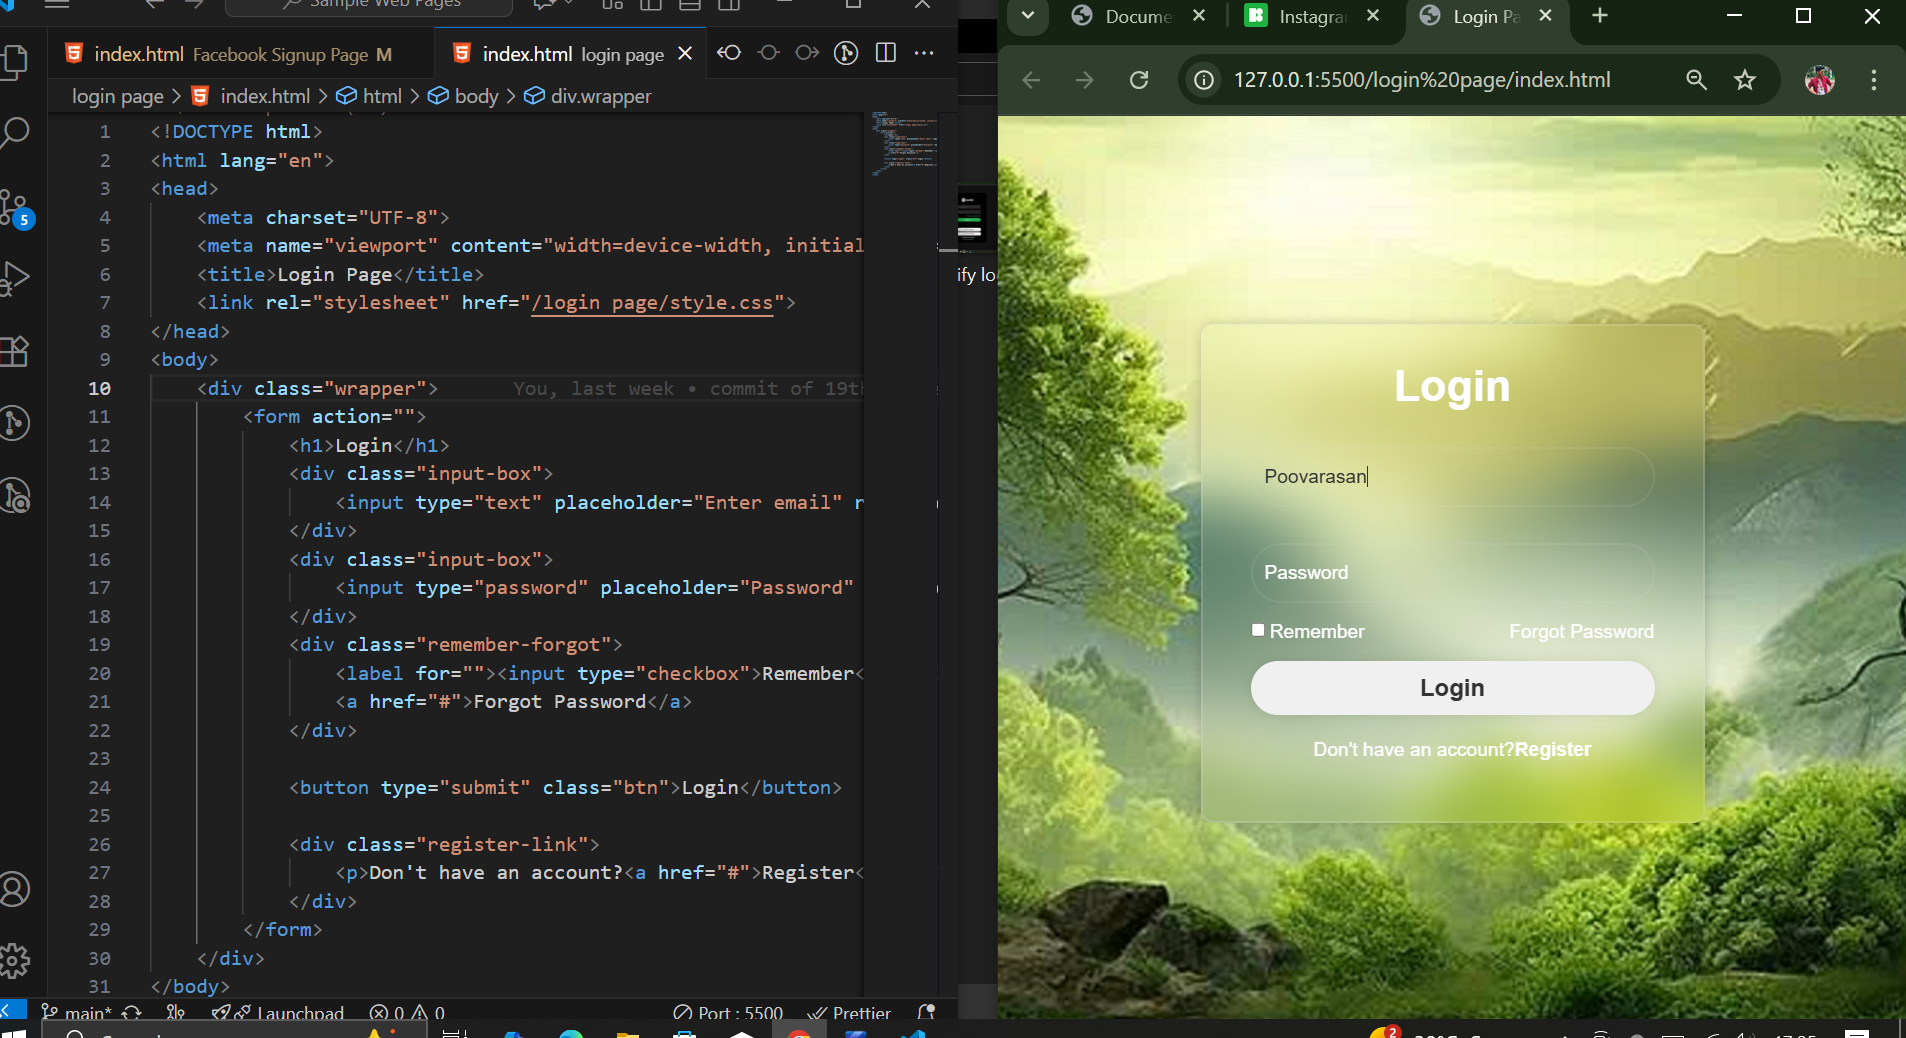 Sample Web Pages
index.html Facebook Signup Page M
index.html login page
login page > index.html > html > body > div.wrapper
1 <!DOCTYPE html>
2 <html lang="en">
3 <head>
4 <meta charset="UTF-8">
5 <meta name="viewport" content="width=device-width, initial
6 <title>Login Page</title>
7 <link rel="stylesheet" href="/login page/style.css">
8 </head>
9 <body>
10 <div class="wrapper"> You, last week • commit of 19th
11 <form action="">
12 <h1>Login</h1>
13 <div class="input-box">
14 <input type="text" placeholder="Enter email" r
15 </div>
16 <div class="input-box">
17 <input type="password" placeholder="Password"
18 </div>
19 <div class="remember-forgot">
20 <label for=""><input type="checkbox">Remember<
21 <a href="#">Forgot Password</a>
22 </div>
23
24 <button type="submit" class="btn">Login</button>
25
26 <div class="register-link">
27 <p>Don't have an account?<a href="#">Register<
28 </div>
29 </form>
30 </div>
31 </body>
5
main* Launchpad 0 0 Port : 5500 Prettier
ify lo
Docume
Instagra
Login Pa
127.0.0.1:5500/login%20page/index.html
Login
Poovarasan
Password
Remember
Forgot Password
Login
Don't have an account?Register
2